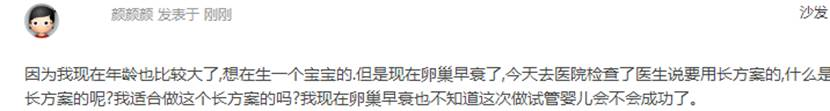 颜颜颜 发表于 刚刚
沙发
因为我现在年龄也比较大了,想在生一个宝宝的.但是现在卵巢早衰了,今天去医院检查了医生说要用长方案的,什么是
长方案的呢?我适合做这个长方案的吗?我现在卵巢早衰也不知道这次做试管婴儿会不会成功了。